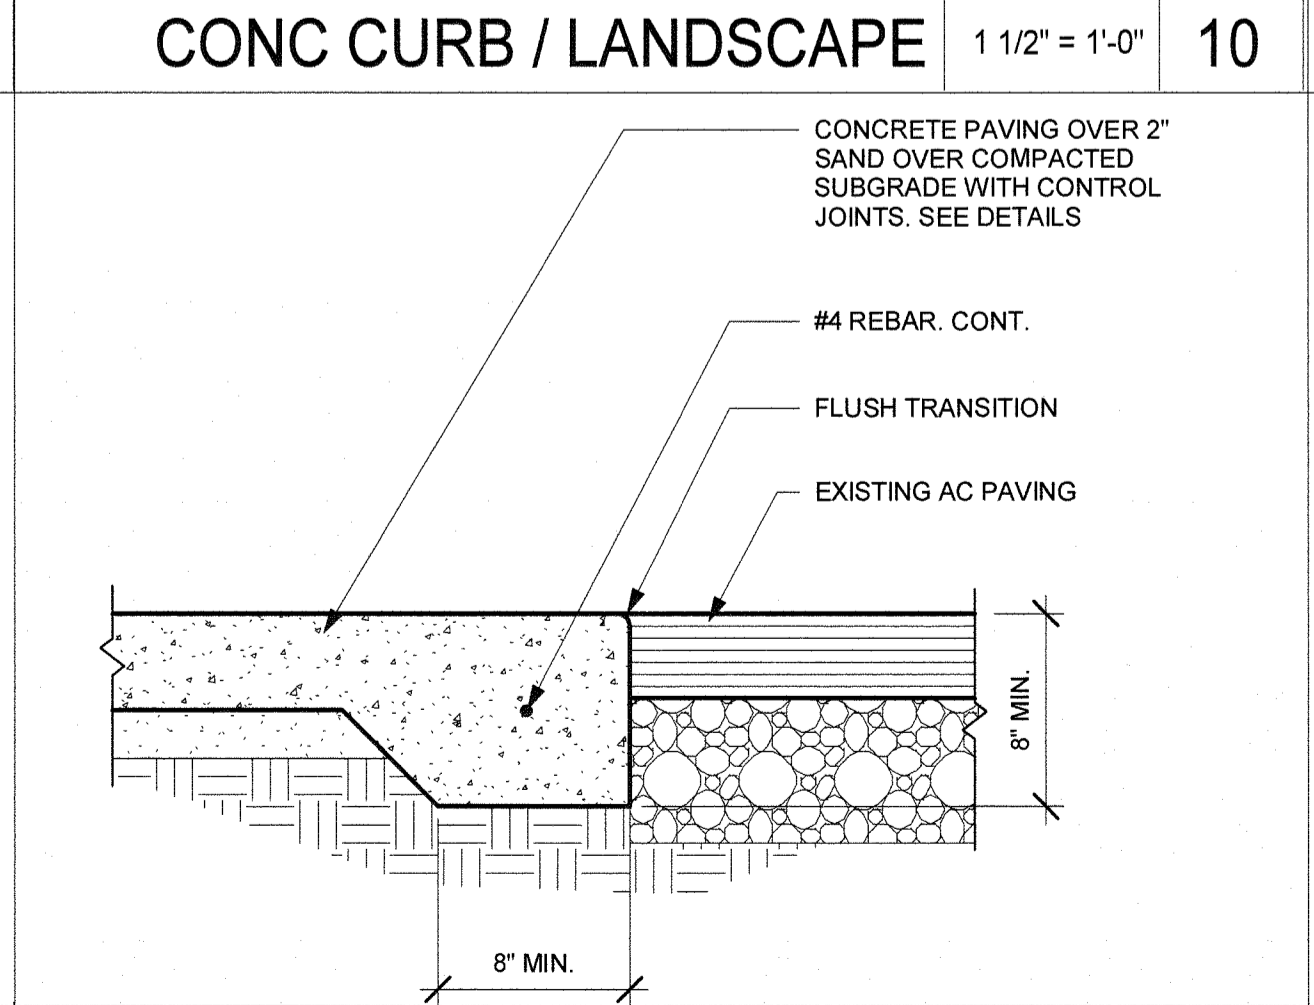 CONC CURB / LANDSCAPE
1 1/2" = 1'-0"
10
CONCRETE PAVING OVER 2"
SAND OVER COMPACTED
SUBGRADE WITH CONTROL
JOINTS. SEE DETAILS
#4 REBAR. CONT.
FLUSH TRANSITION
EXISTING AC PAVING
8" MIN.
8" MIN.